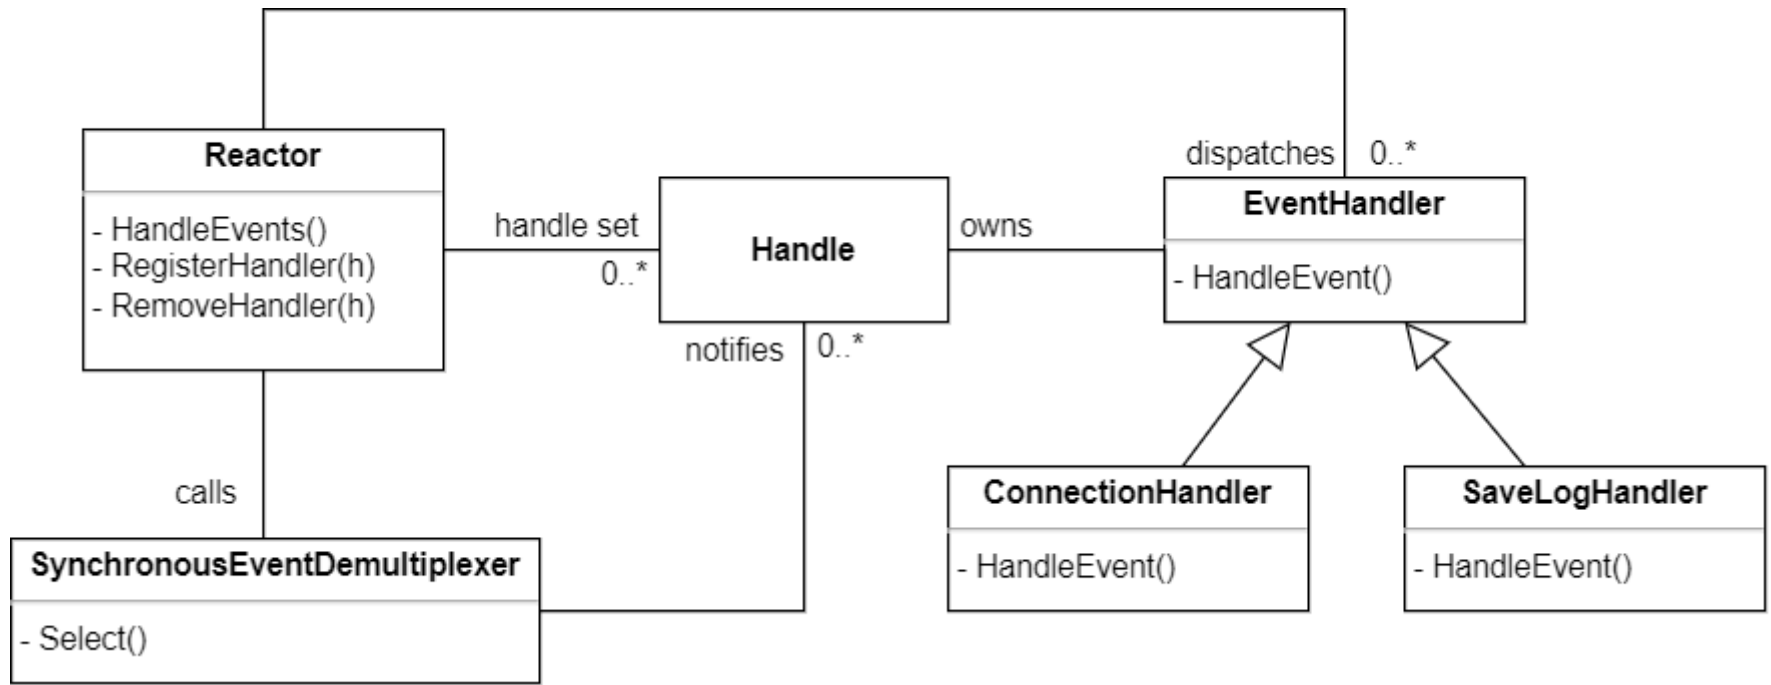 dispatches 0..*
Reactor
- HandleEvents()
- RegisterHandler(h)
- RemoveHandler(h)
handle set
0..*
Handle
owns
EventHandler
- HandleEvent()
notifies 0..*
calls
SynchronousEventDemultiplexer
- Select()
ConnectionHandler
- HandleEvent()
SaveLogHandler
- HandleEvent()